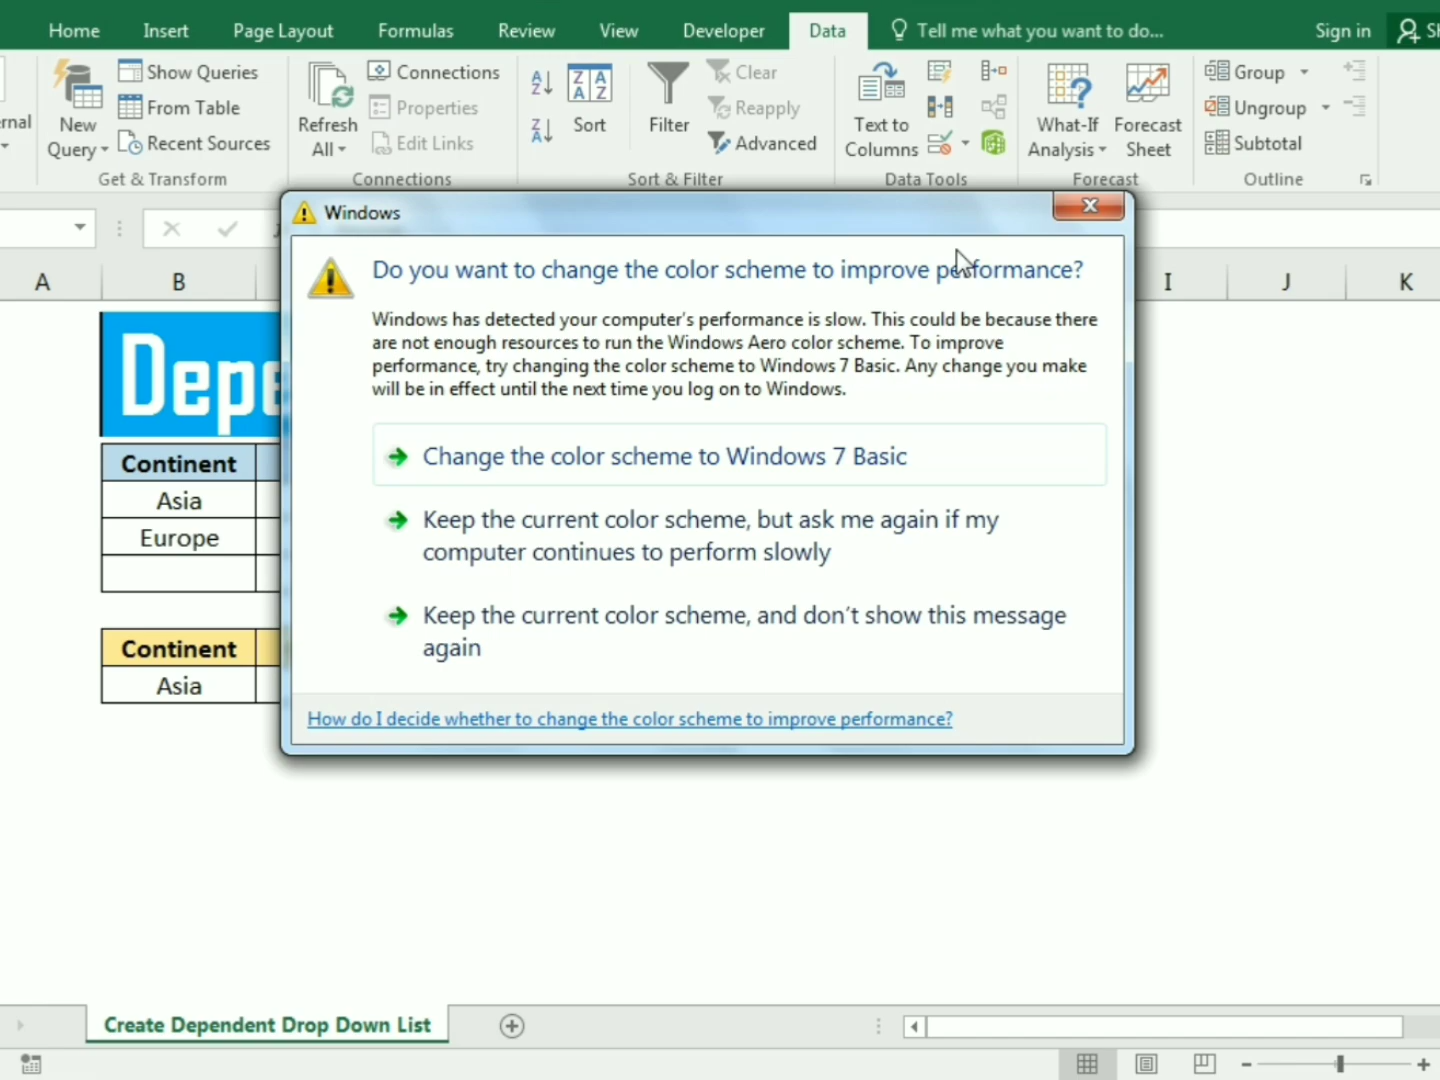 Home Insert Page Layout Formulas Review View Developer Data Tell me what you want to do... Sign in
Show Queries
From Table
Recent Sources
New
Query
Get & Transform
Refresh
All
Connections
Properties
Edit Links
Connections
Sort
Filter
Clear
Reapply
Advanced
Sort & Filter
Text to
Columns
Data Tools
What-If
Analysis
Forecast
Sheet
Forecast
Group
Ungroup
Subtotal
Outline
A B I J K
Windows
Do you want to change the color scheme to improve performance?
Windows has detected your computer's performance is slow. This could be because there
are not enough resources to run the Windows Aero color scheme. To improve
performance, try changing the color scheme to Windows 7 Basic. Any change you make
will be in effect until the next time you log on to Windows.
Change the color scheme to Windows 7 Basic
Keep the current color scheme, but ask me again if my
computer continues to perform slowly
Keep the current color scheme, and don't show this message
again
How do I decide whether to change the color scheme to improve performance?
Depe
Continent
Asia
Europe
Continent
Asia
Create Dependent Drop Down List